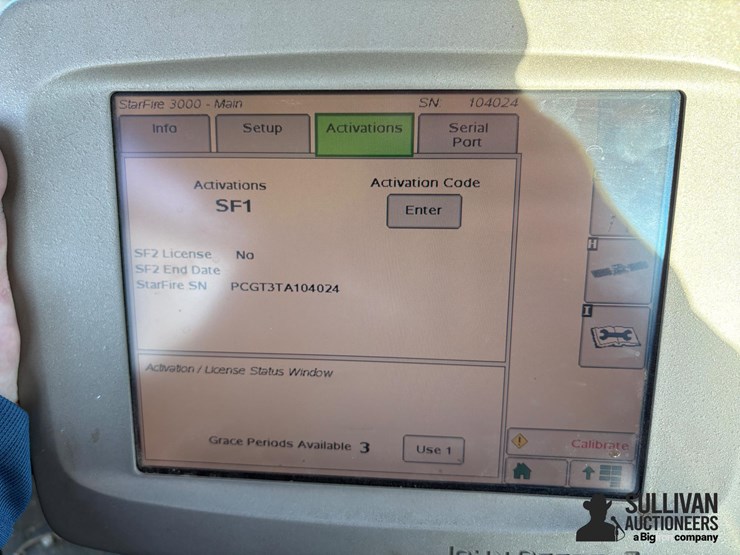 StarFire 3000 - Main
SN 104024
Info
Setup
Activations
Serial
Port
Activations
SF1
Activation Code
Enter
SF2 License No
SF2 End Date
StarFire SN PCGT3TA104024
H
I
Activation / License Status Window
Grace Periods Available 3
Use 1
Calibrate
SULLIVAN
AUCTIONEERS
a Big company